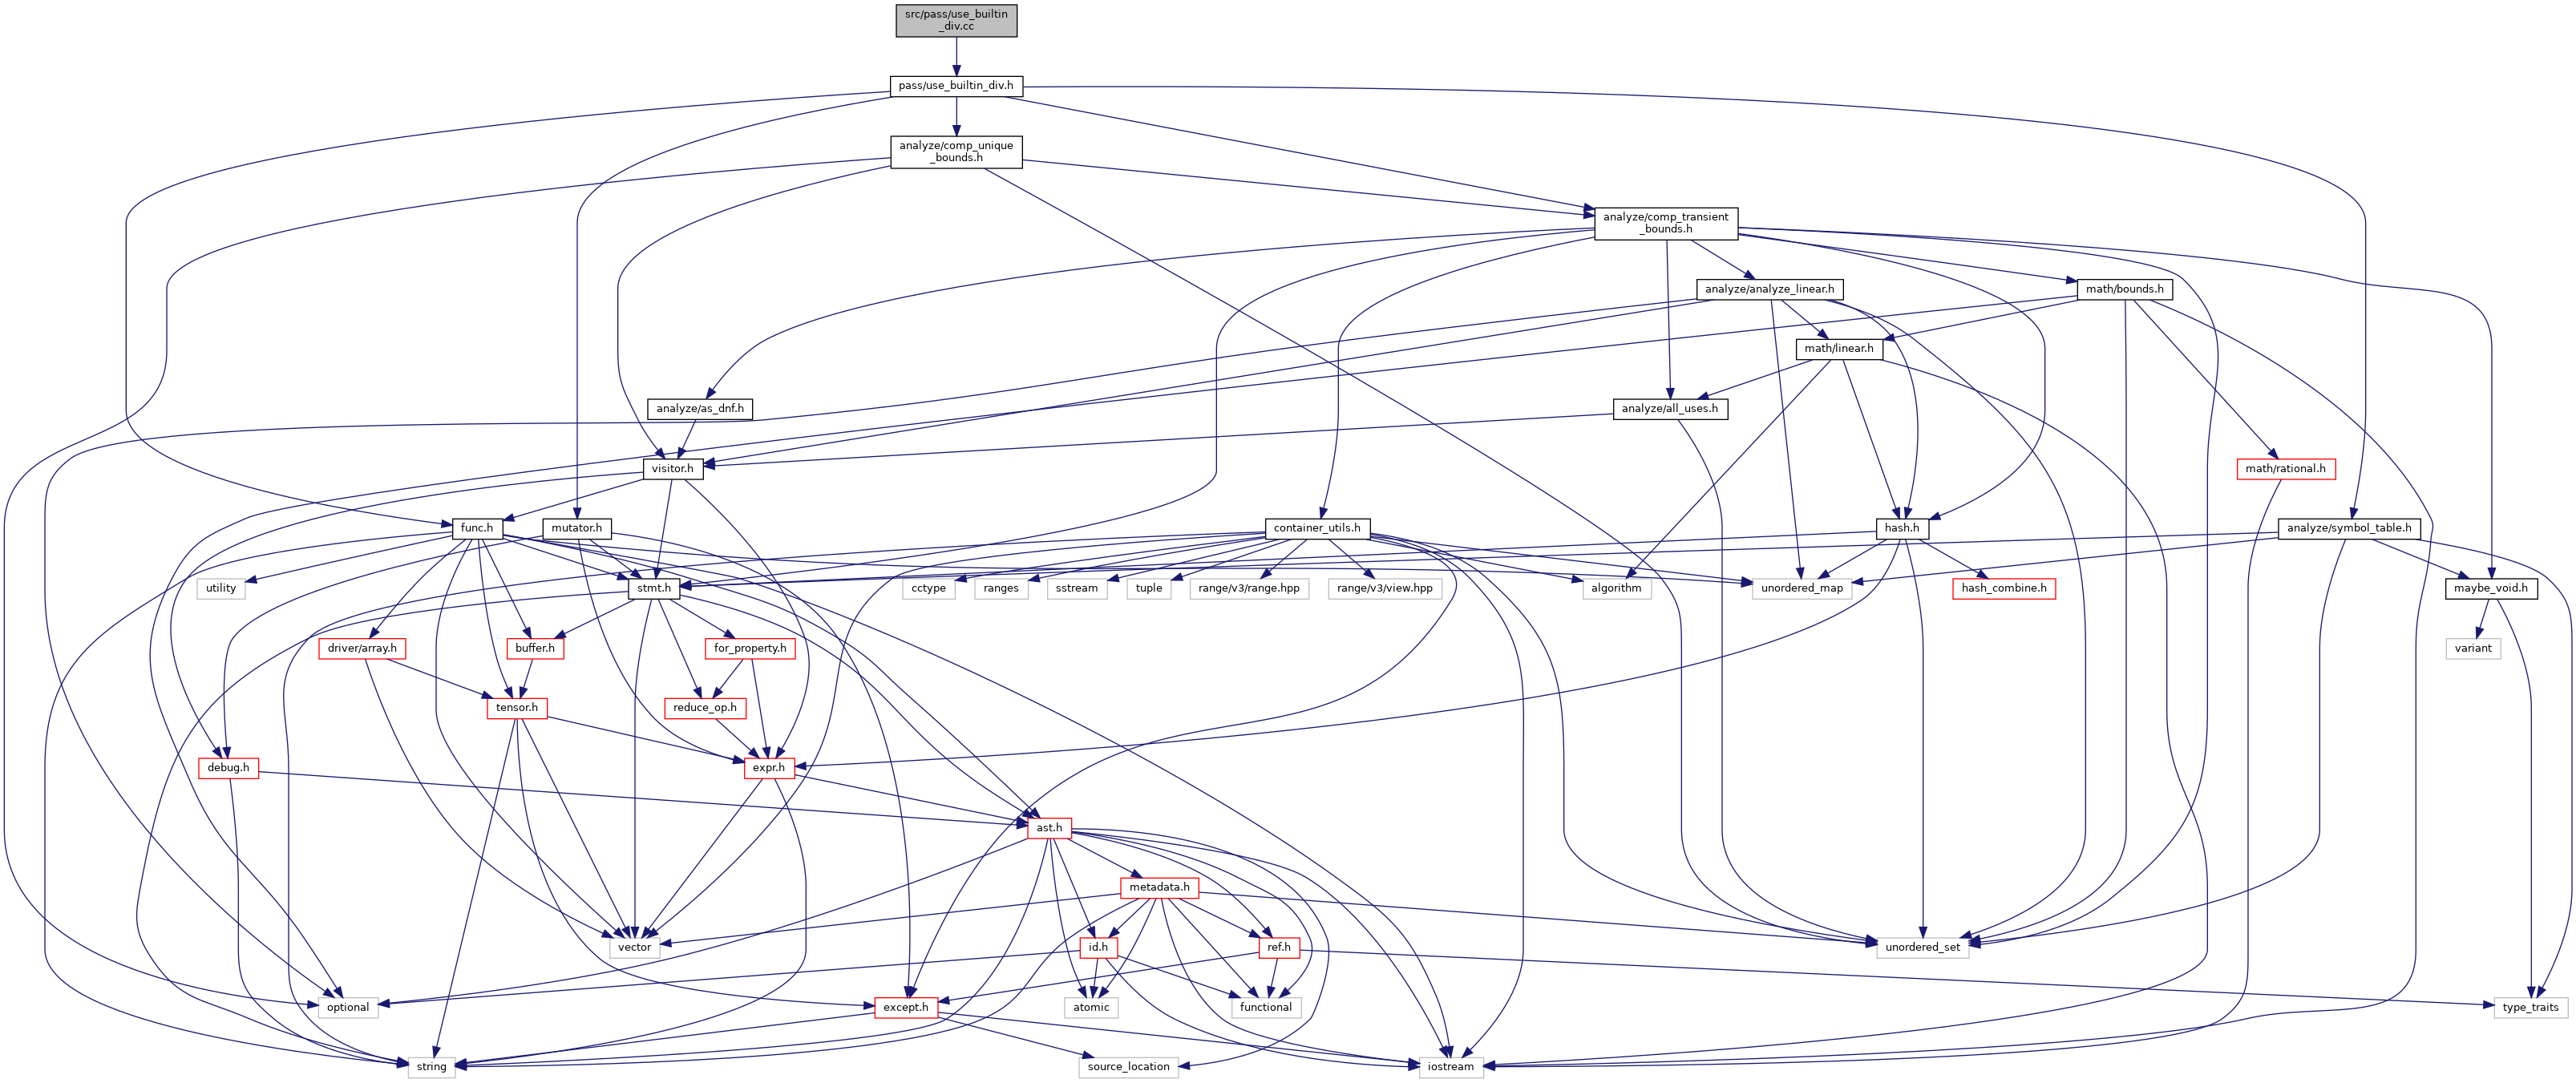 src/pass/use_builtin
_div.cc
pass/use_builtin_div.h
analyze/comp_unique
_bounds.h
analyze/comp_transient
_bounds.h
analyze/analyze_linear.h
math/bounds.h
math/linear.h
analyze/as_dnf.h
analyze/all_uses.h
visitor.h
math/rational.h
func.h
mutator.h
container_utils.h
hash.h
analyze/symbol_table.h
utility
stmt.h
cctype
ranges
sstream
tuple
range/v3/range.hpp
range/v3/view.hpp
algorithm
unordered_map
hash_combine.h
maybe_void.h
driver/array.h
buffer.h
for_property.h
variant
tensor.h
reduce_op.h
debug.h
expr.h
ast.h
metadata.h
vector
id.h
ref.h
unordered_set
optional
except.h
atomic
functional
type_traits
string
source_location
iostream